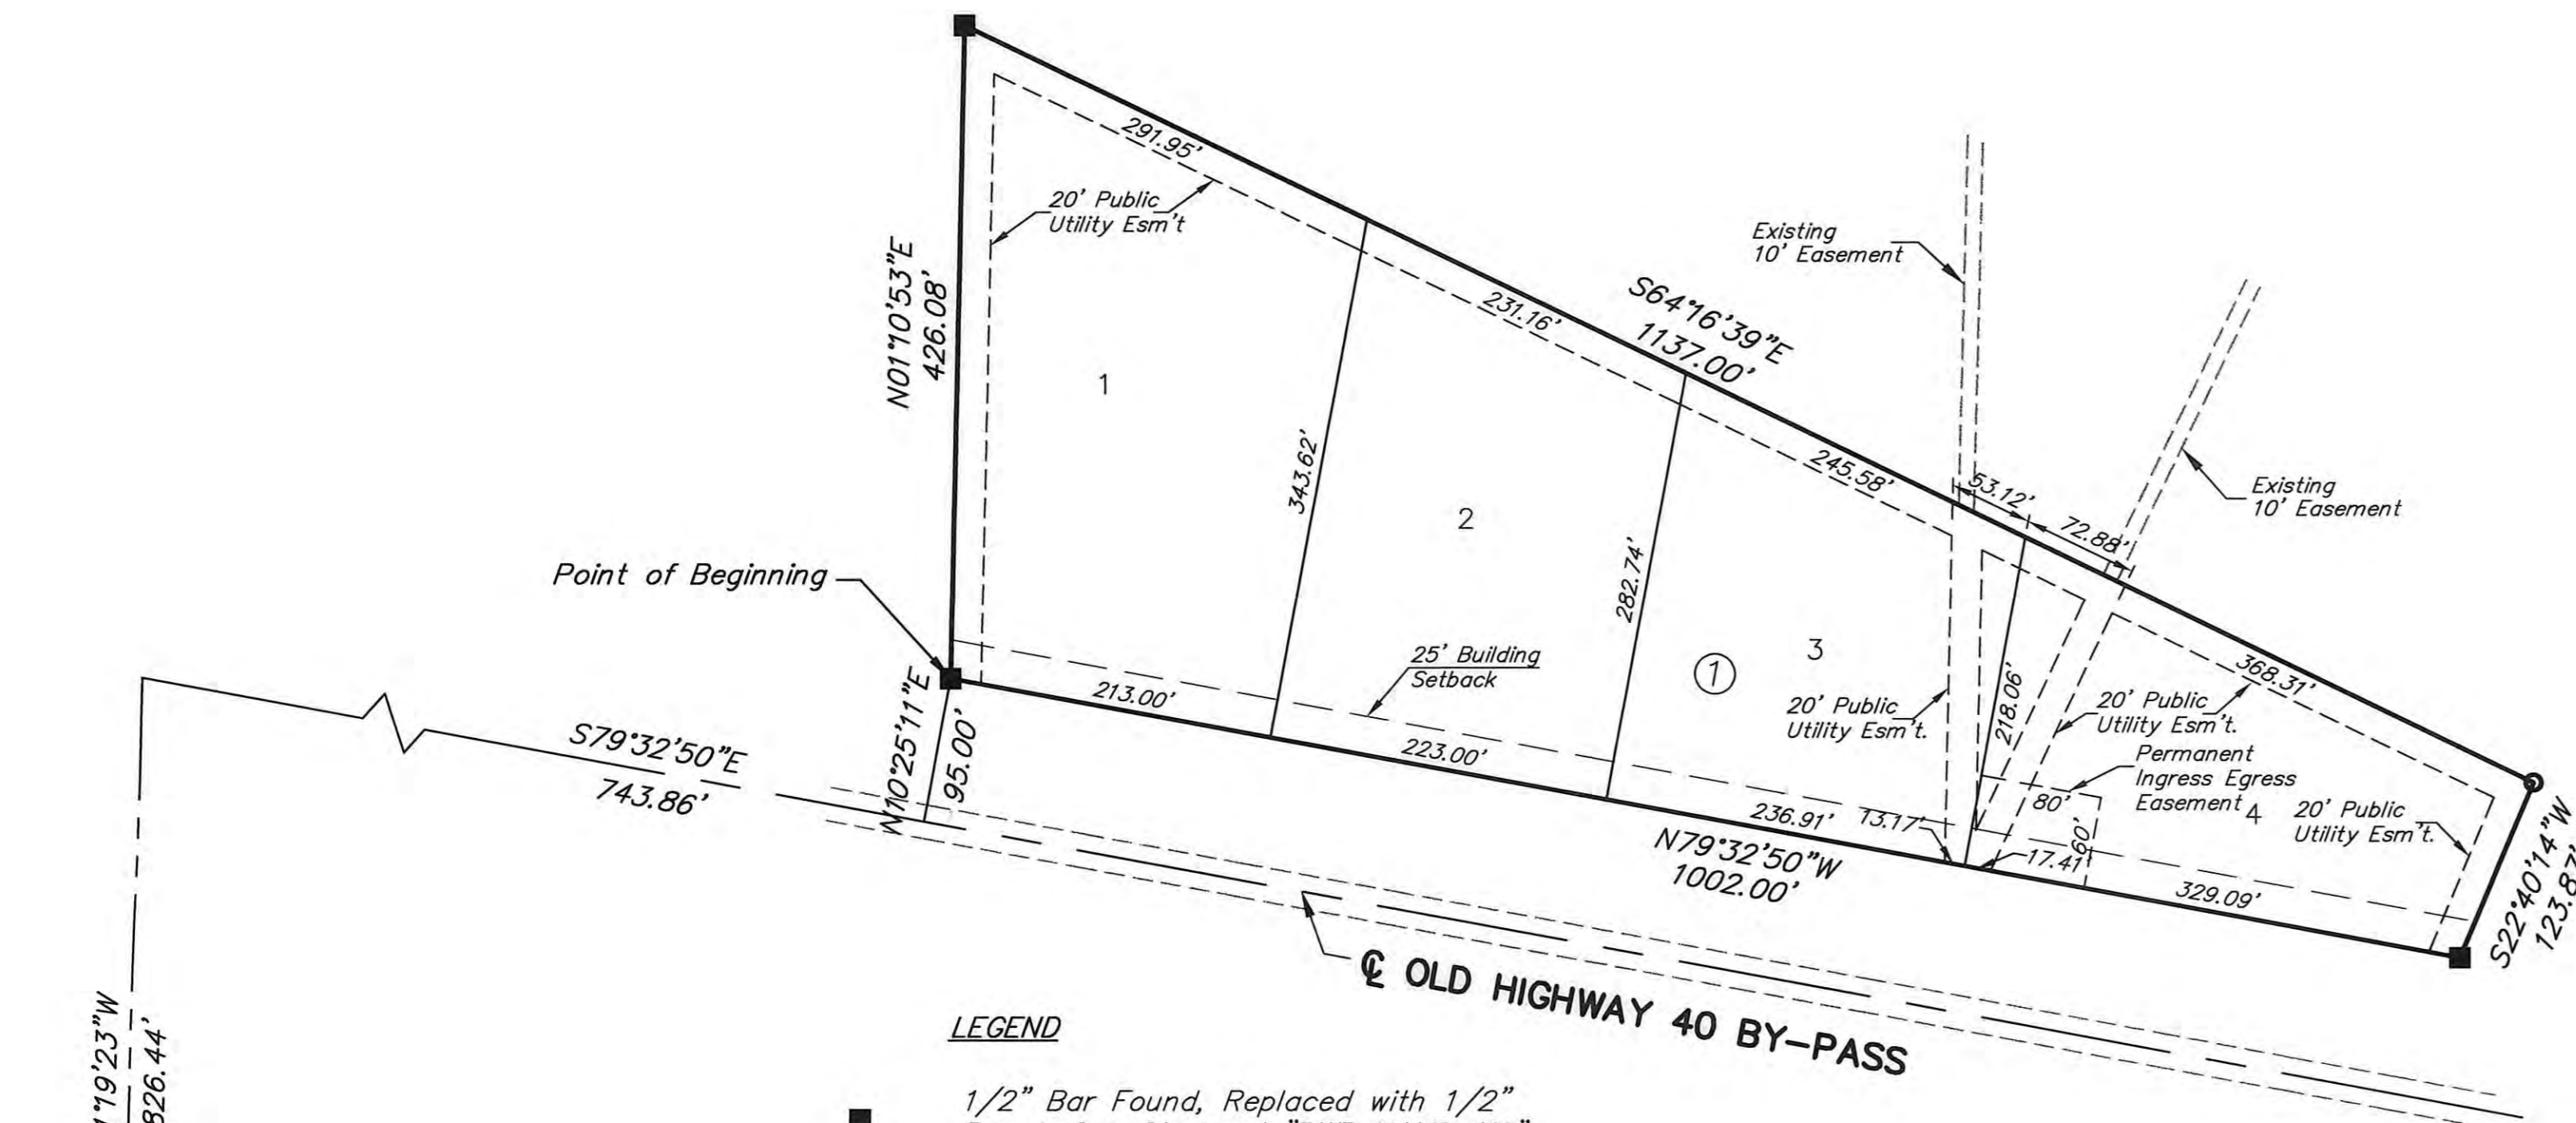 291.95'
20' Public
Utility Esm't
N01°10'53"E
426.08'
1
343.62'
231.16'
2
S64°16'39"E
1137.00'
Existing
10' Easement
245.58'
53.12'
72.88'
Existing
10' Easement
282.74'
3
1
Point of Beginning
25' Building
Setback
213.00'
223.00'
20' Public
Utility Esm't.
218.06'
20' Public
Utility Esm't.
368.31'
Permanent
Ingress Egress
Easement
4
80'
60'
20' Public
Utility Esm't.
236.91'
13.17'
17.41'
329.09'
N79°32'50"W
1002.00'
S22°40'14"W
S79°32'50"E
743.86'
N10°25'11"E
95.00'
℄ OLD HIGHWAY 40 BY-PASS
1°19'23"W
826.44'
LEGEND
1/2" Bar Found, Replaced with 1/2"